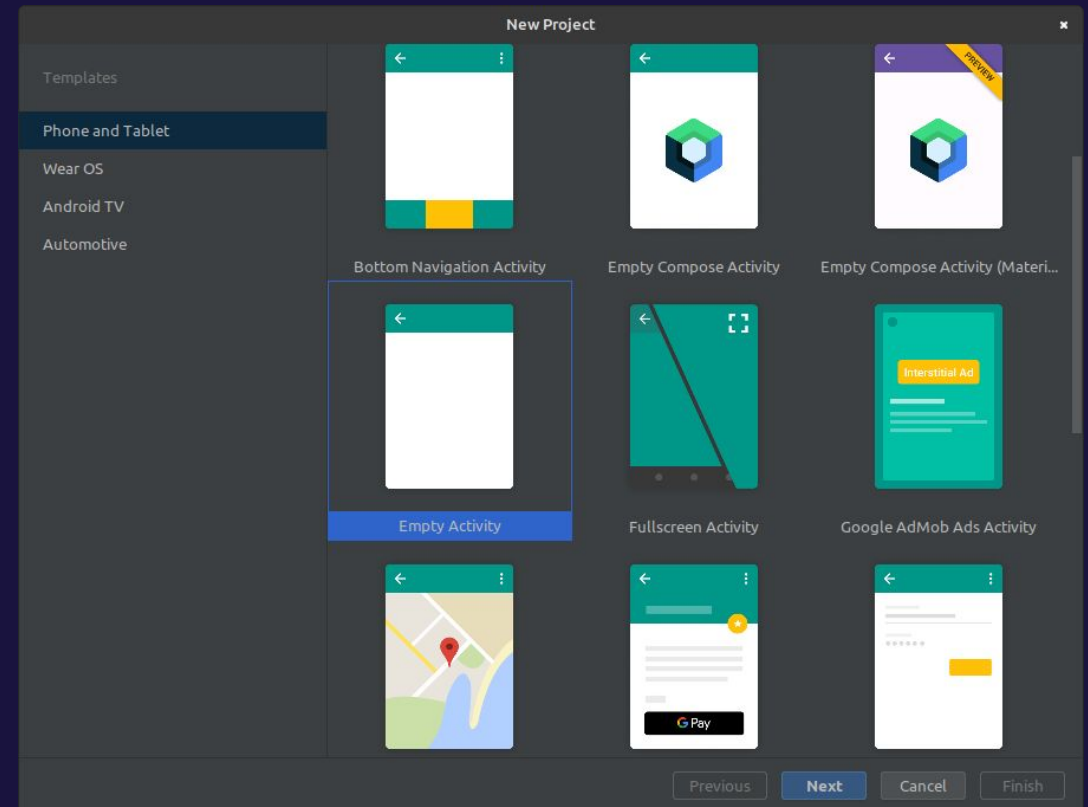 New Project
Templates
Phone and Tablet
Wear OS
Android TV
Automotive
PREVIEW
Bottom Navigation Activity
Empty Compose Activity
Empty Compose Activity (Materi...
Interstitial Ad
Empty Activity
Fullscreen Activity
Google AdMob Ads Activity
G Pay
Previous
Next
Cancel
Finish